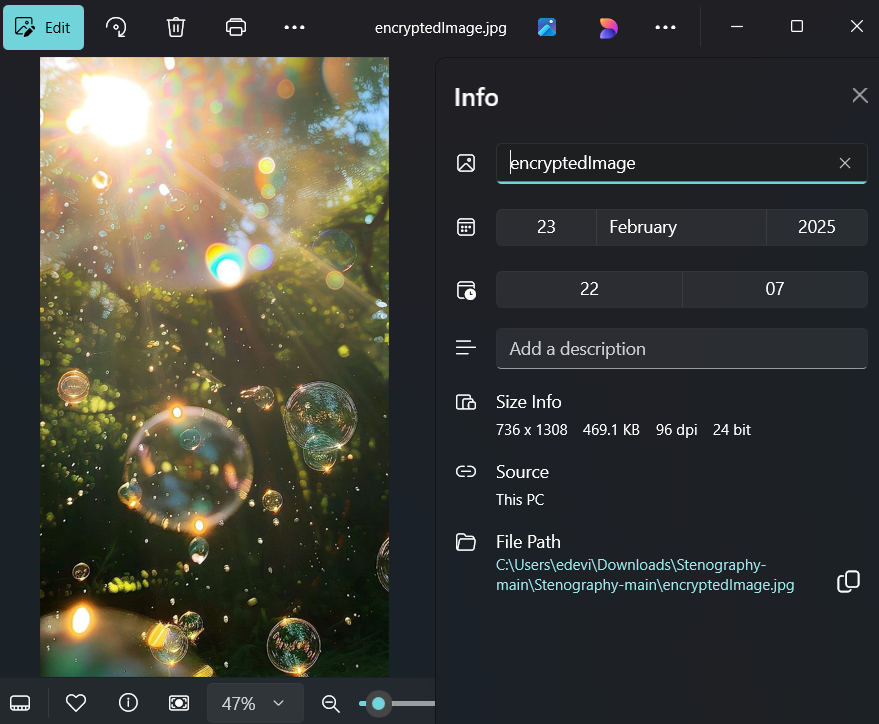 Edit
encryptedImage.jpg
Info
encryptedImage
23 February 2025
22 07
Add a description
Size Info
736 x 1308 469.1 KB 96 dpi 24 bit
Source
This PC
File Path
C:\Users\edevi\Downloads\Stenography-
main\Stenography-main\encryptedImage.jpg
47%